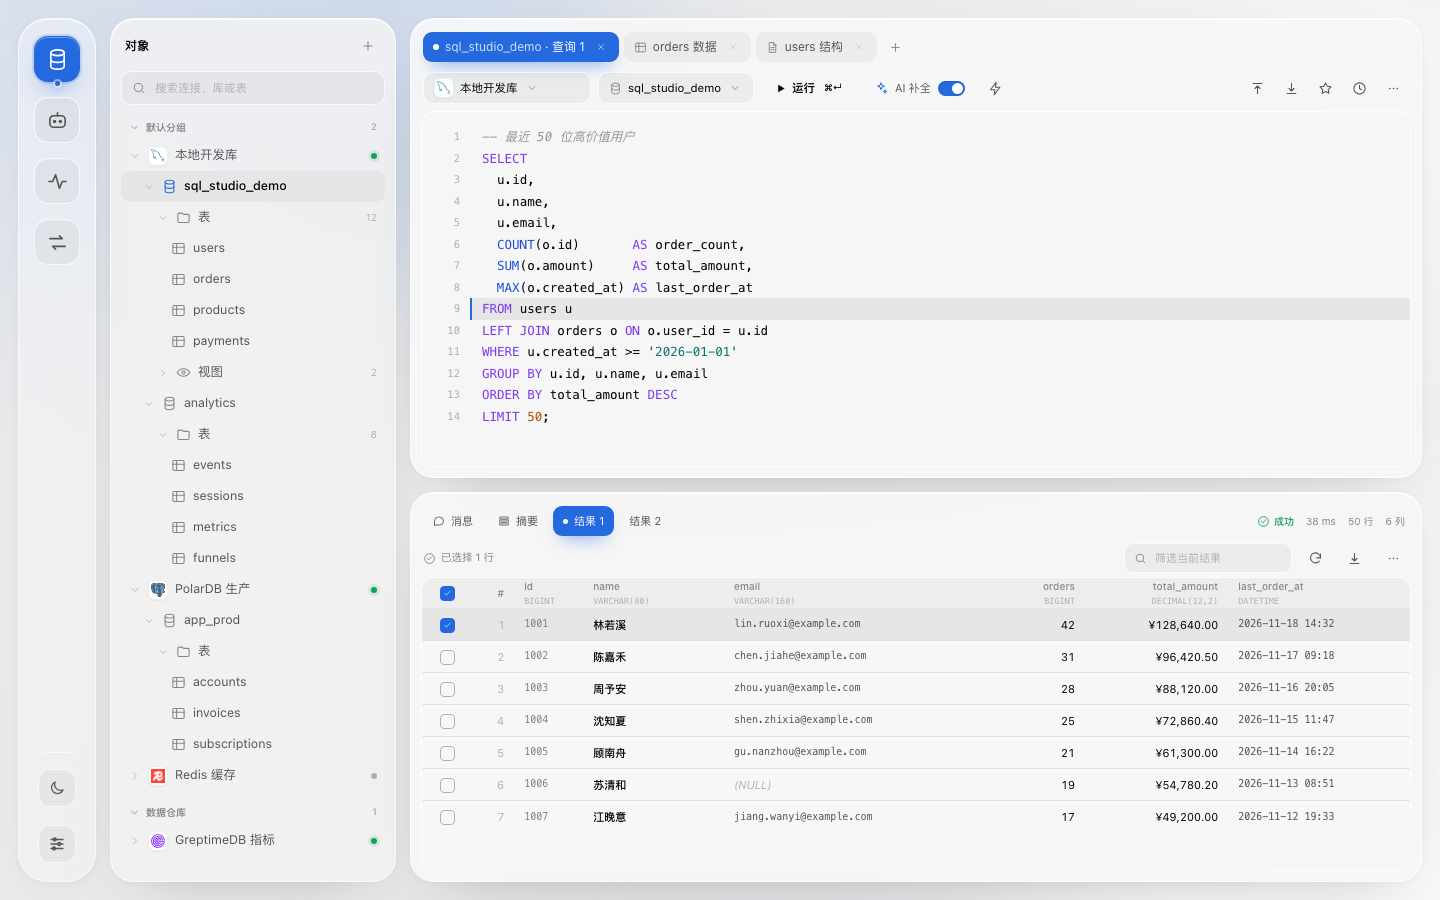 对象
搜索连接、库或表
默认分组 2
本地开发库
sql_studio_demo
表 12
users
orders
products
payments
视图 2
analytics
表 8
events
sessions
metrics
funnels
PolarDB 生产
app_prod
表
accounts
invoices
subscriptions
Redis 缓存
数据仓库 1
GreptimeDB 指标
sql_studio_demo · 查询 1 orders 数据 users 结构
本地开发库 sql_studio_demo 运行 ⌘↵ AI 补全
1 -- 最近 50 位高价值用户
2 SELECT
3 u.id,
4 u.name,
5 u.email,
6 COUNT(o.id) AS order_count,
7 SUM(o.amount) AS total_amount,
8 MAX(o.created_at) AS last_order_at
9 FROM users u
10 LEFT JOIN orders o ON o.user_id = u.id
11 WHERE u.created_at >= '2026-01-01'
12 GROUP BY u.id, u.name, u.email
13 ORDER BY total_amount DESC
14 LIMIT 50;
消息 摘要 结果 1 结果 2 成功 38 ms 50 行 6 列
已选择 1 行 筛选当前结果
# id name email orders total_amount last_order_at
BIGINT VARCHAR(80) VARCHAR(160) BIGINT DECIMAL(12,2) DATETIME
1 1001 林若溪 lin.ruoxi@example.com 42 ¥128,640.00 2026-11-18 14:32
2 1002 陈嘉禾 chen.jiahe@example.com 31 ¥96,420.50 2026-11-17 09:18
3 1003 周予安 zhou.yuan@example.com 28 ¥88,120.00 2026-11-16 20:05
4 1004 沈知夏 shen.zhixia@example.com 25 ¥72,860.40 2026-11-15 11:47
5 1005 顾南舟 gu.nanzhou@example.com 21 ¥61,300.00 2026-11-14 16:22
6 1006 苏清和 (NULL) 19 ¥54,780.20 2026-11-13 08:51
7 1007 江晚意 jiang.wanyi@example.com 17 ¥49,200.00 2026-11-12 19:33